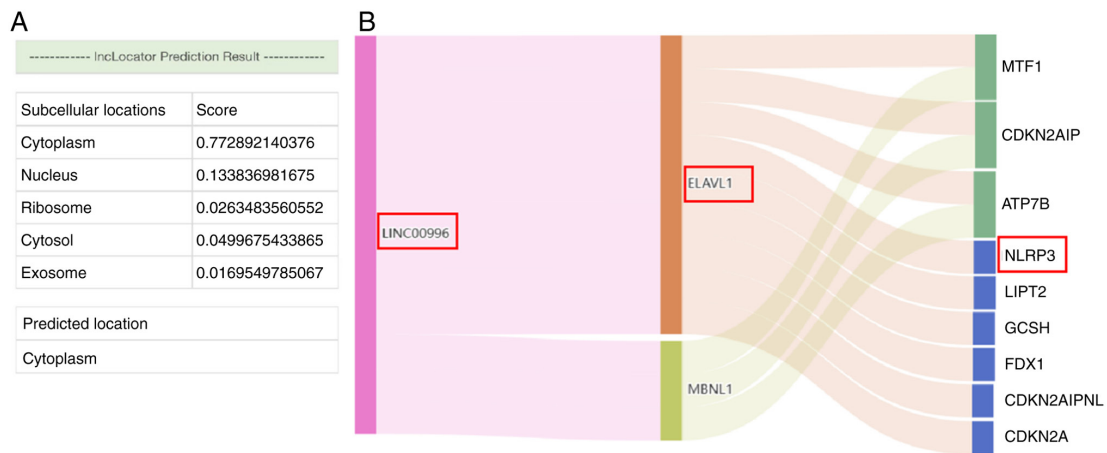 A
------------ lncLocator Prediction Result ------------
Subcellular locations Score
Cytoplasm 0.772892140376
Nucleus 0.133836981675
Ribosome 0.0263483560552
Cytosol 0.0499675433865
Exosome 0.0169549785067
Predicted location
Cytoplasm
B
LINC00996
ELAVL1
MBNL1
MTF1
CDKN2AIP
ATP7B
NLRP3
LIPT2
GCSH
FDX1
CDKN2AIPNL
CDKN2A